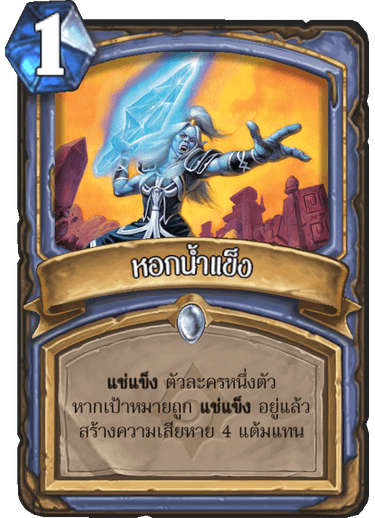 1
หอกน้ำแข็ง
แช่แข็ง ตัวละครหนึ่งตัว
หากเป้าหมายถูก แช่แข็ง อยู่แล้ว
สร้างความเสียหาย 4 แต้มแทน